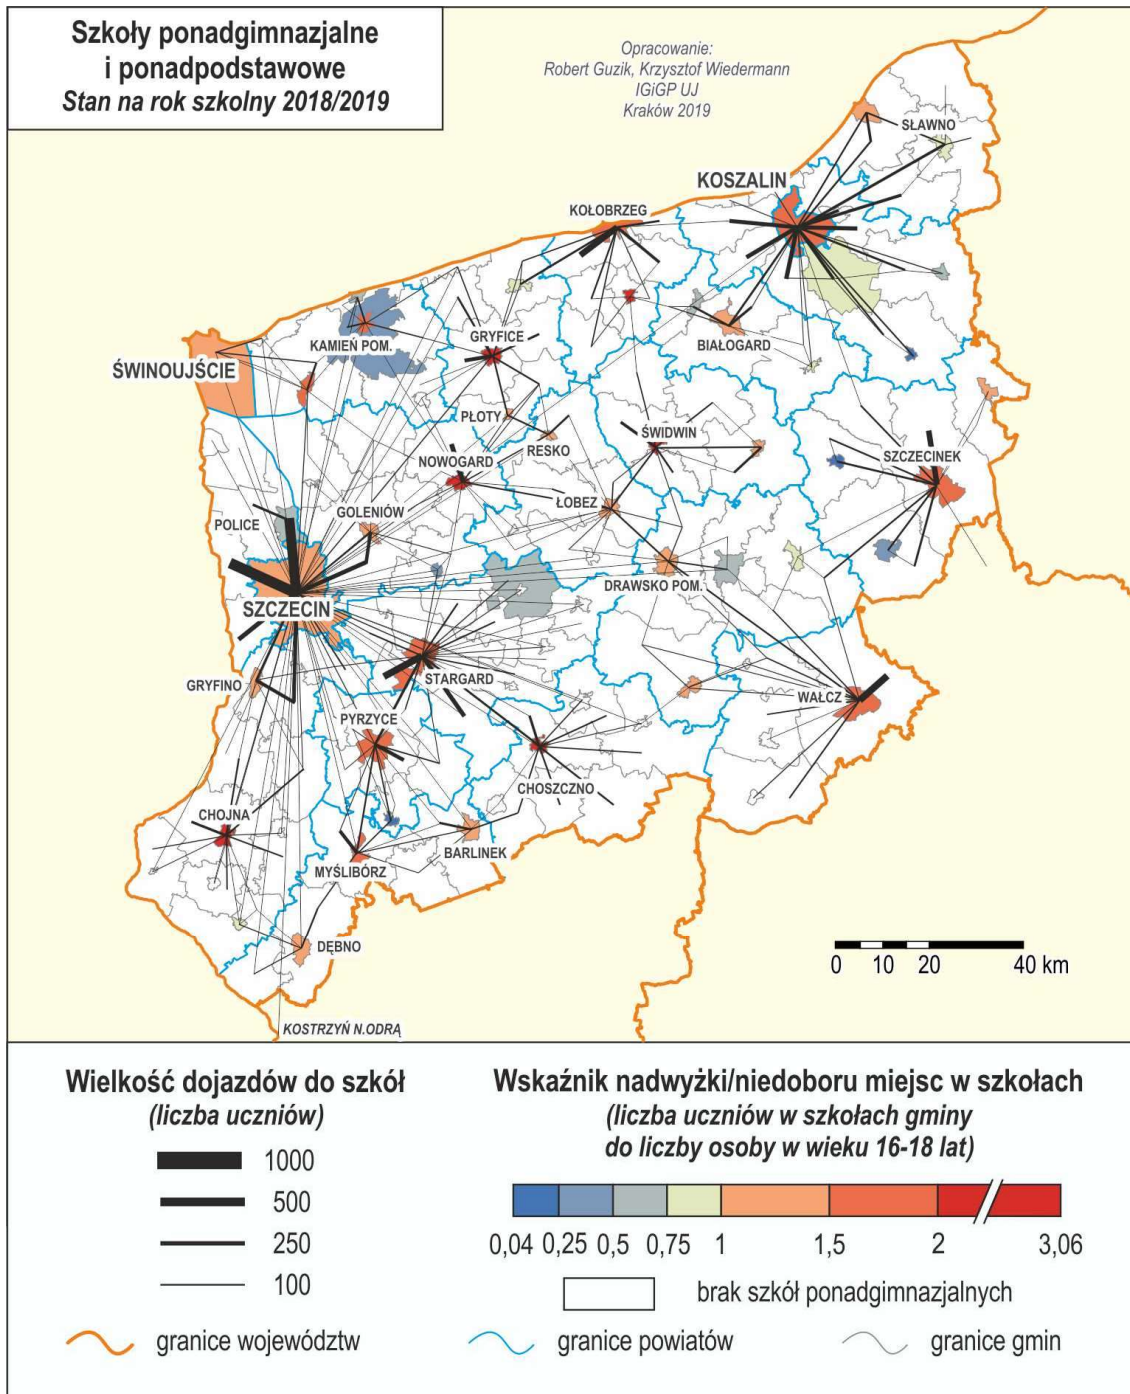 Szkoły ponadgimnazjalne
i ponadpodstawowe
Stan na rok szkolny 2018/2019
Opracowanie:
Robert Guzik, Krzysztof Wiedermann
IGiGP UJ
Kraków 2019
SŁAWNO
KOSZALIN
KOŁOBRZEG
KAMIEŃ POM.
GRYFICE
BIAŁOGARD
ŚWINOUJŚCIE
PŁOTY
RESKO
ŚWIDWIN
SZCZECINEK
NOWOGARD
ŁOBEZ
GOLENIÓW
POLICE
DRAWSKO POM.
SZCZECIN
STARGARD
GRYFINO
WAŁCZ
PYRZYCE
CHOSZCZNO
CHOJNA
BARLINEK
MYŚLIBÓRZ
DĘBNO
0 10 20 40 km
KOSTRZYŃ N.ODRĄ
Wielkość dojazdów do szkół
(liczba uczniów)
1000
500
250
100
Wskaźnik nadwyżki/niedoboru miejsc w szkołach
(liczba uczniów w szkołach gminy
do liczby osoby w wieku 16-18 lat)
0,04 0,25 0,5 0,75 1 1,5 2 3,06
brak szkół ponadgimnazjalnych
granice województw
granice powiatów
granice gmin